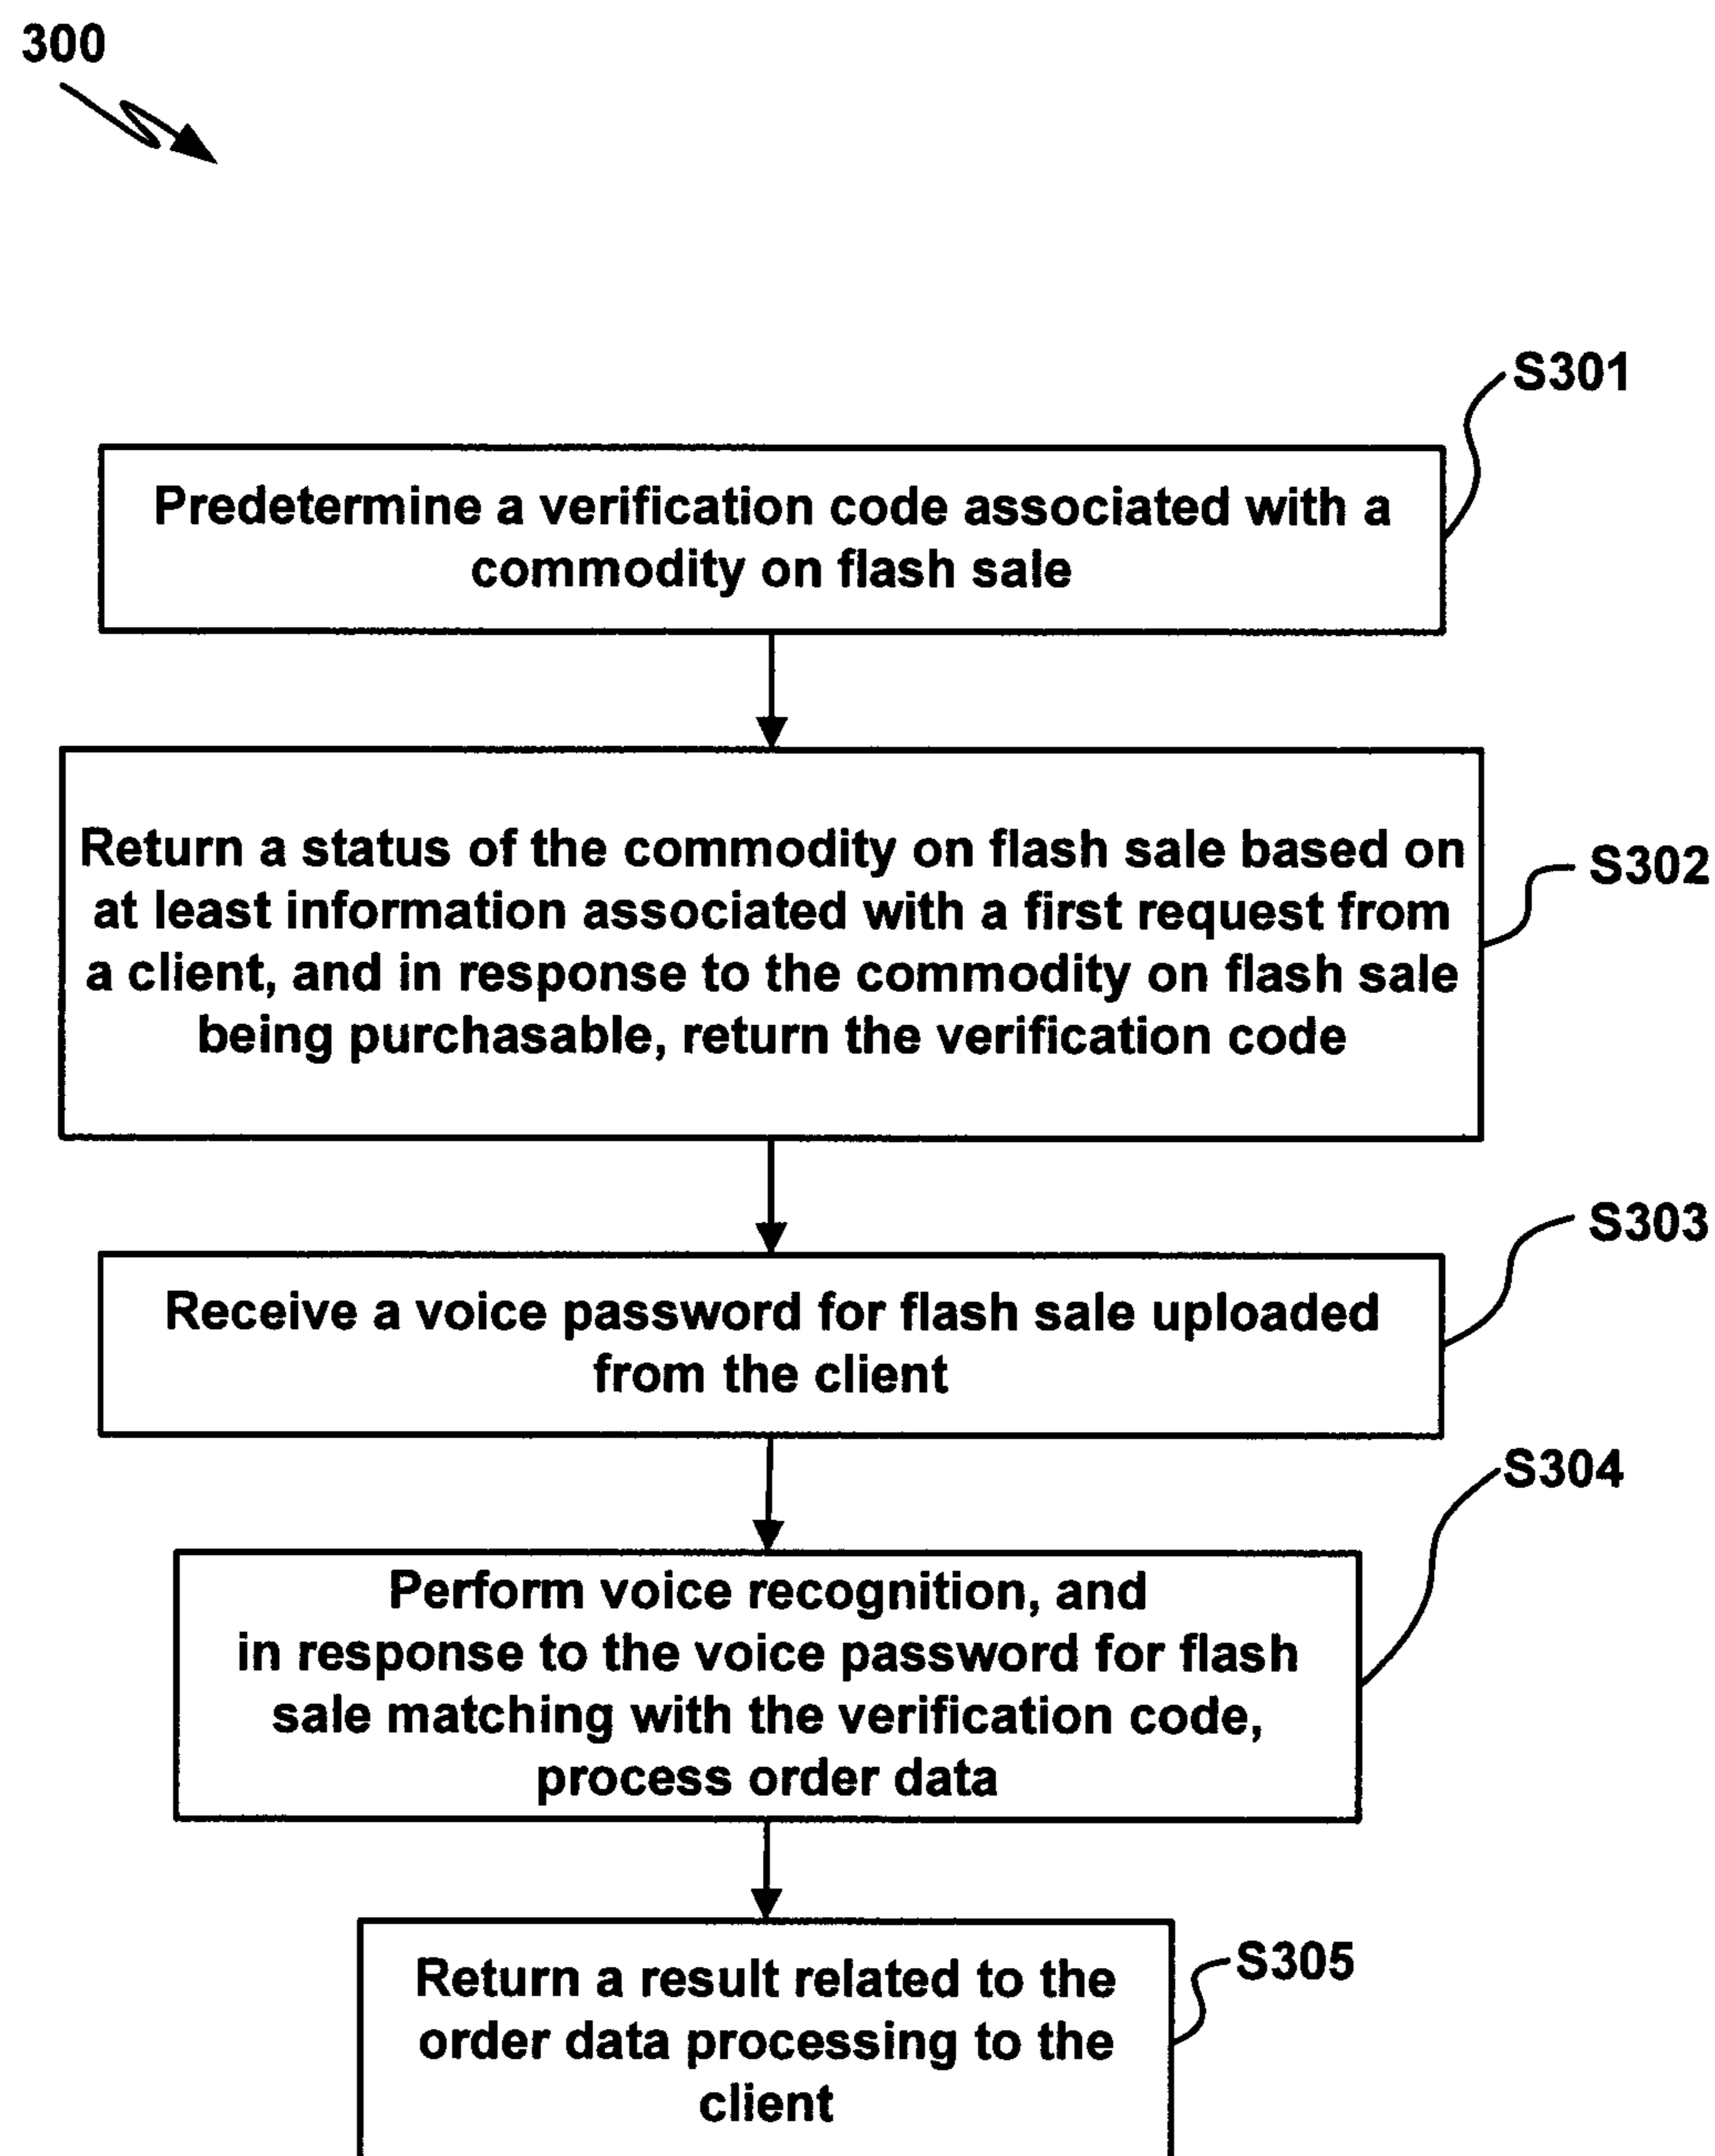 300
S301
Predetermine a verification code associated with a
commodity on flash sale
Return a status of the commodity on flash sale based on
at least information associated with a first request from
a client, and in response to the commodity on flash sale
being purchasable, return the verification code
S302
S303
Receive a voice password for flash sale uploaded
from the client
S304
Perform voice recognition, and
in response to the voice password for flash
sale matching with the verification code,
process order data
S305
Return a result related to the
order data processing to the
client